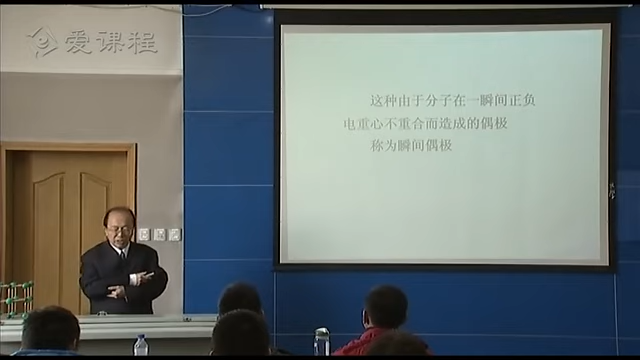 爱课程
这种由于分子在一瞬间正负
电重心不重合而造成的偶极
称为瞬间偶极